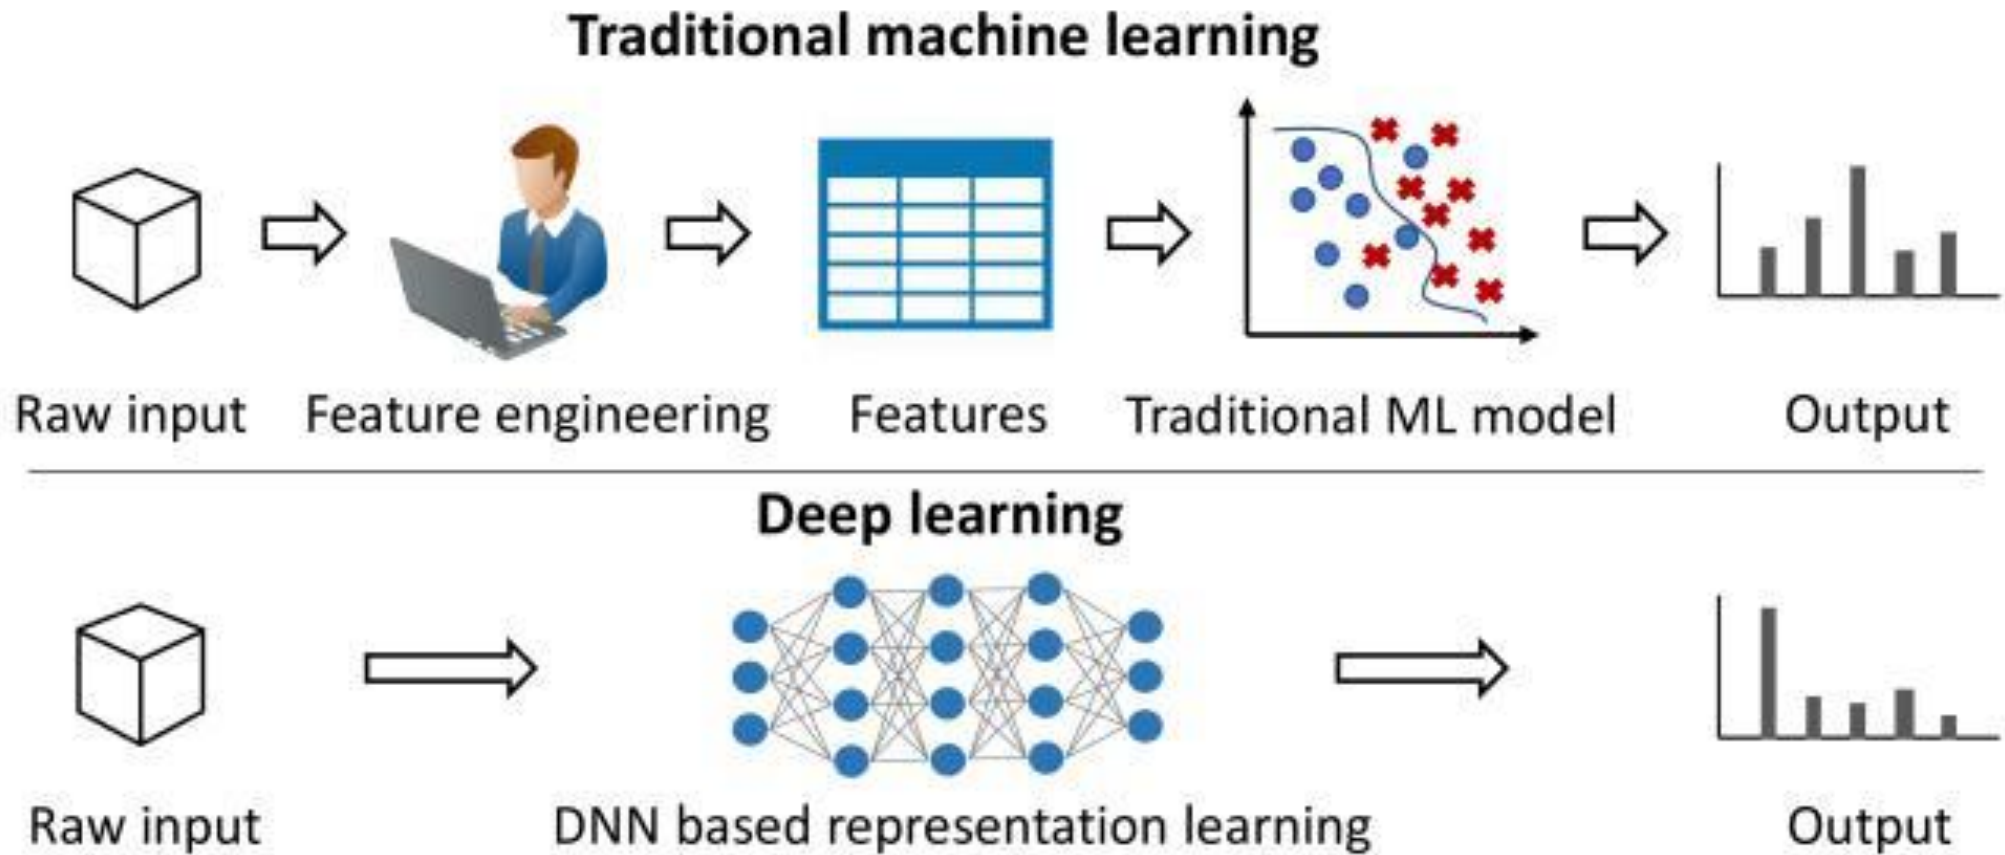 Traditional machine learning
Raw input
Feature engineering
Features
Traditional ML model
Output
Deep learning
Raw input
DNN based representation learning
Output